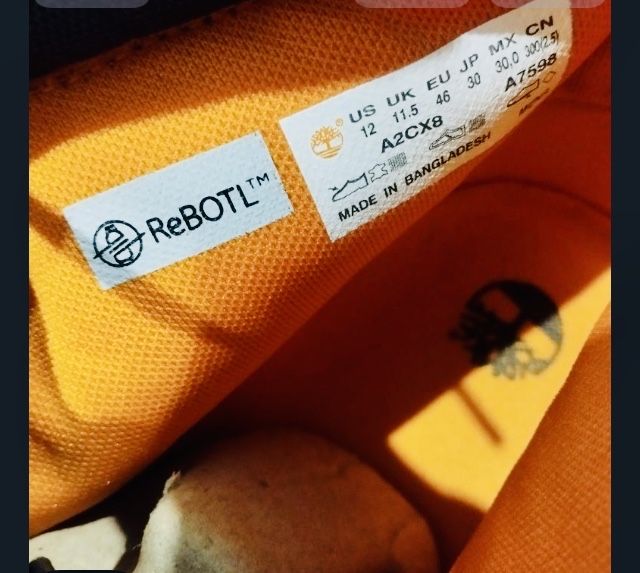 ReBOTL™
US UK EU JP MX CN
12 11.5 46 30 30,0 300(2.5)
A2CX8 A7598
MADE IN BANGLADESH